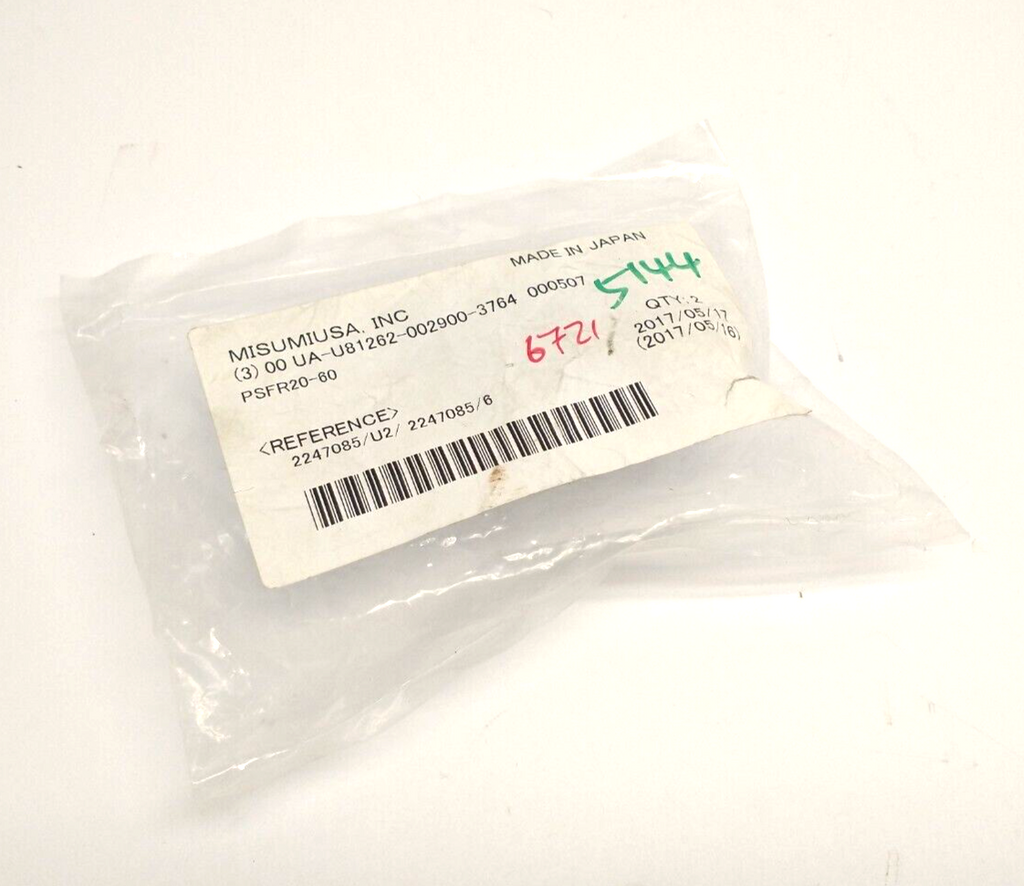 MADE IN JAPAN
MISUMIUSA, INC
(3) 00 UA-U81262-002900-3764 000507
5144
PSFR20-60
6721
QTY: 2
2017/05/17
(2017/05/16)
<REFERENCE>
2247085/U2/ 2247085/6